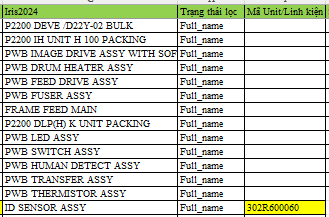 Iris2024 Trạng thái lọc Mã Unit/Linh kiện
P2200 DEVE /D22Y-02 BULK Full_name
P2200 IH UNIT H 100 PACKING Full_name
PWB IMAGE DRIVE ASSY WITH SOF Full_name
PWB DRUM HEATER ASSY Full_name
PWB FEED DRIVE ASSY Full_name
PWB FUSER ASSY Full_name
FRAME FEED MAIN Full_name
P2200 DLP(H) K UNIT PACKING Full_name
PWB LED ASSY Full_name
PWB SWITCH ASSY Full_name
PWB HUMAN DETECT ASSY Full_name
PWB TRANSFER ASSY Full_name
PWB THERMISTOR ASSY Full_name
ID SENSOR ASSY Full_name 302R600060